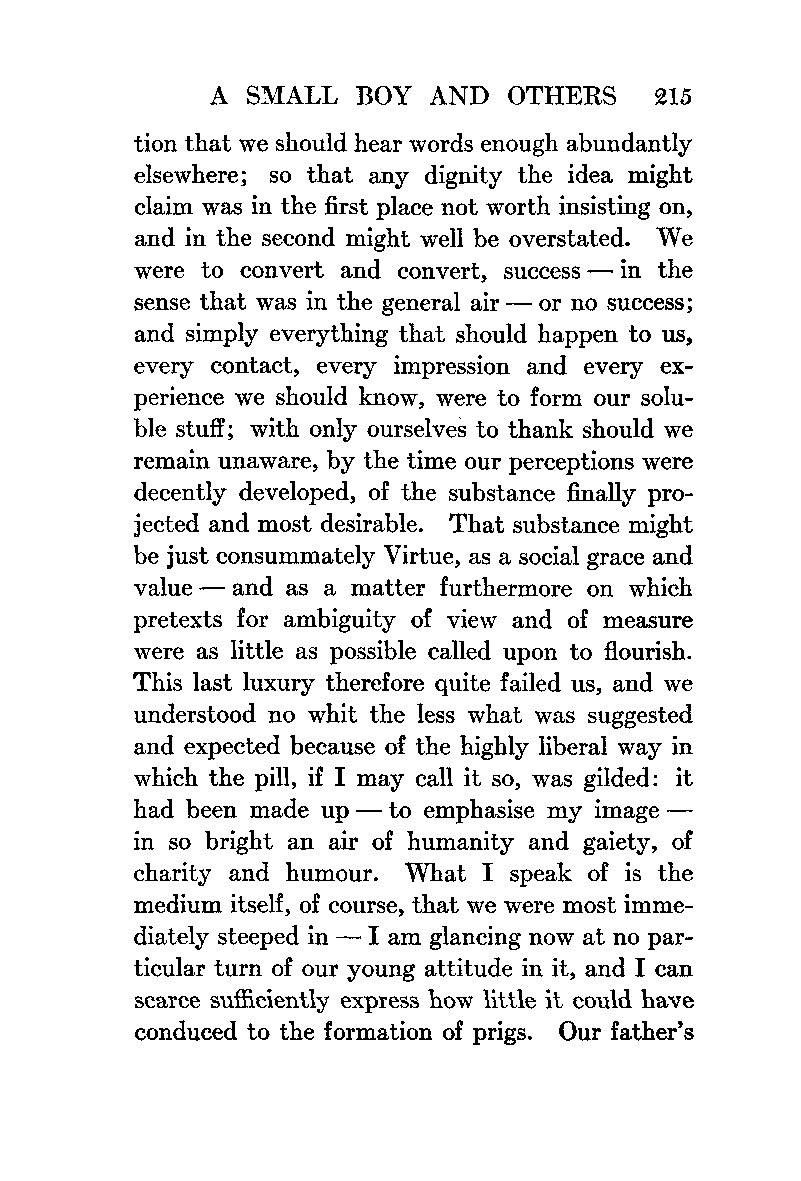 A SMALL BOY AND OTHERS 215
tion that we should hear words enough abundantly
elsewhere; so that any dignity the idea might
claim was in the first place not worth insisting on,
and in the second might well be overstated. We
were to convert and convert, success — in the
sense that was in the general air — or no success;
and simply everything that should happen to us,
every contact, every impression and every ex-
perience we should know, were to form our solu-
ble stuff; with only ourselves to thank should we
remain unaware, by the time our perceptions were
decently developed, of the substance finally pro-
jected and most desirable. That substance might
be just consummately Virtue, as a social grace and
value — and as a matter furthermore on which
pretexts for ambiguity of view and of measure
were as little as possible called upon to flourish.
This last luxury therefore quite failed us, and we
understood no whit the less what was suggested
and expected because of the highly liberal way in
which the pill, if I may call it so, was gilded: it
had been made up — to emphasise my image —
in so bright an air of humanity and gaiety, of
charity and humour. What I speak of is the
medium itself, of course, that we were most imme-
diately steeped in — I am glancing now at no par-
ticular turn of our young attitude in it, and I can
scarce sufficiently express how little it could have
conduced to the formation of prigs. Our father's